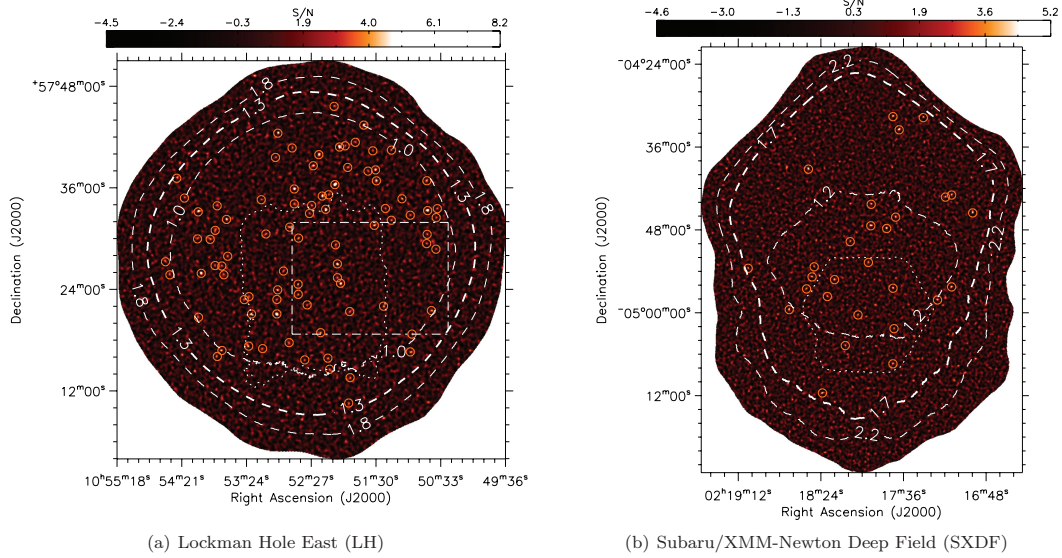 S/N
−4.5 −2.4 −0.3 1.9 4.0 6.1 8.2
+57°48ᵐ00ˢ
36ᵐ00ˢ
24ᵐ00ˢ
12ᵐ00ˢ
Declination (J2000)
1.8
1.3
1.0
1.3
1.8
1.0
1.8
1.3
1.0
1.3
1.8
10ʰ55ᵐ18ˢ 54ᵐ21ˢ 53ᵐ24ˢ 52ᵐ27ˢ 51ᵐ30ˢ 50ᵐ33ˢ 49ᵐ36ˢ
Right Ascension (J2000)
(a) Lockman Hole East (LH)
S/N
−4.6 −3.0 −1.3 0.3 1.9 3.6 5.2
−04°24ᵐ00ˢ
36ᵐ00ˢ
48ᵐ00ˢ
−05°00ᵐ00ˢ
12ᵐ00ˢ
Declination (J2000)
2.2
1.7
1.7
1.2
2.2
1.2
1.7
2.2
02ʰ19ᵐ12ˢ 18ᵐ24ˢ 17ᵐ36ˢ 16ᵐ48ˢ
Right Ascension (J2000)
(b) Subaru/XMM-Newton Deep Field (SXDF)